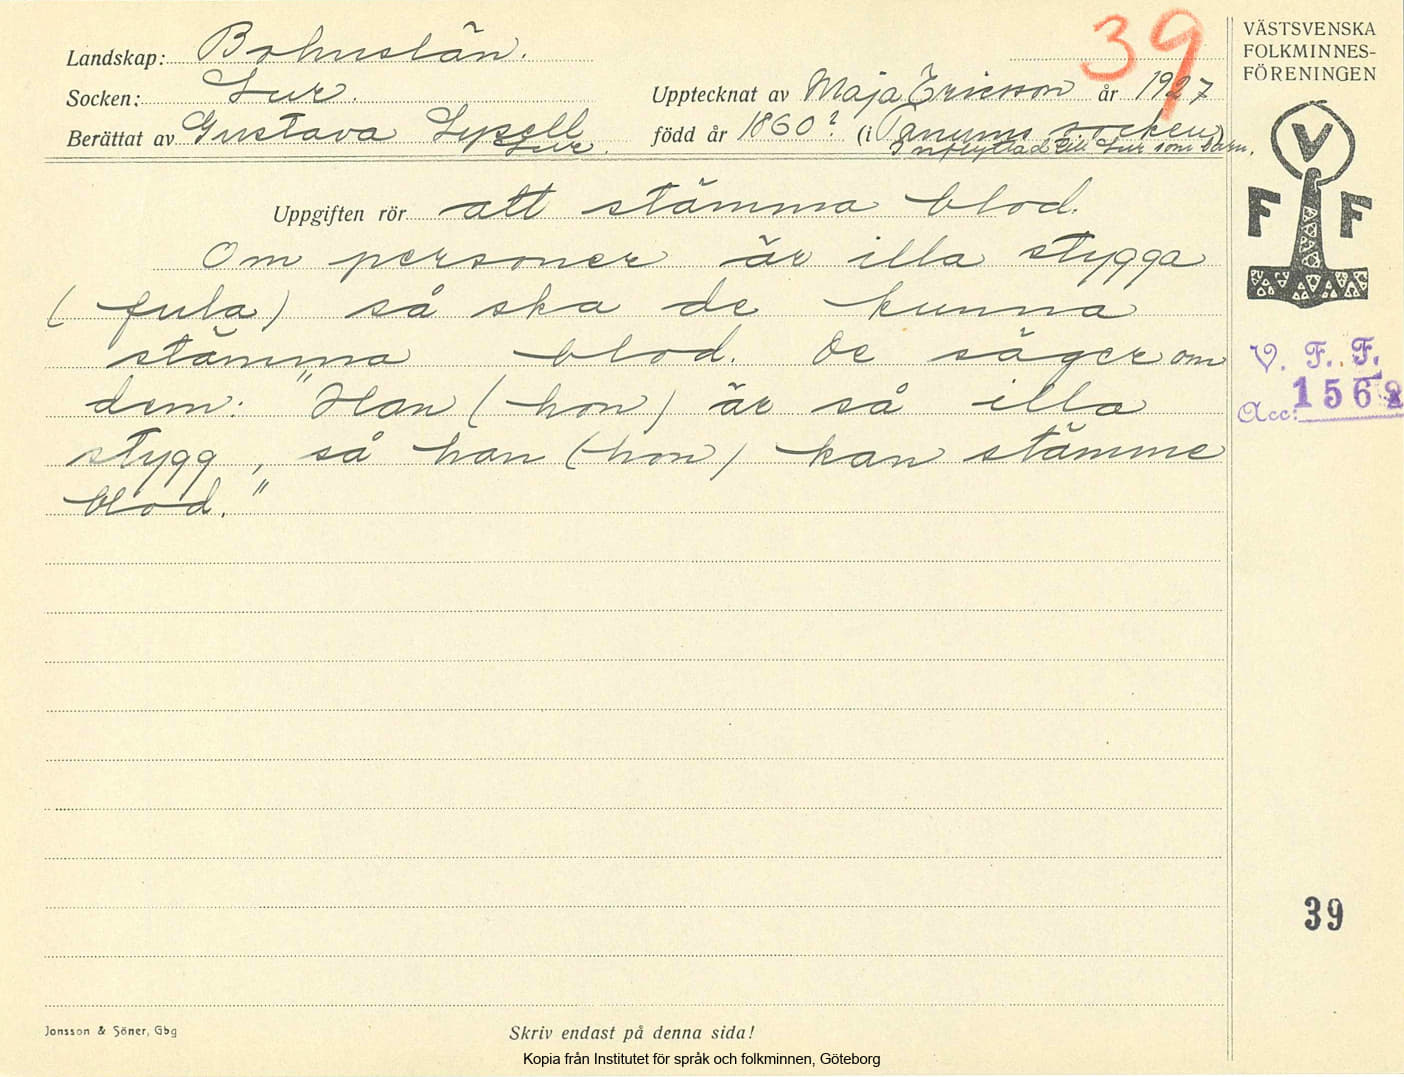 39
Landskap: Bohuslän.
Socken: Lur.
Upptecknat av Maja Ericsson år 1927
Berättat av Gustava Lysell
Lur.
född år 1860? (i Tanums socken)
Inflyttad till Lur som barn.
VÄSTSVENSKA
FOLKMINNES-
FÖRENINGEN
V
F F
Uppgiften rör att stämma blod.
Om personer är illa stygga
(fula) så ska de kunna
stämma blod. De säger om
dem: "Han (hon) är så illa
stygg, så han (hon) kan stämme
blod."
V. F. F.
Acc: 1562
39
Jonsson & Söner, Gbg
Skriv endast på denna sida!
Kopia från Institutet för språk och folkminnen, Göteborg